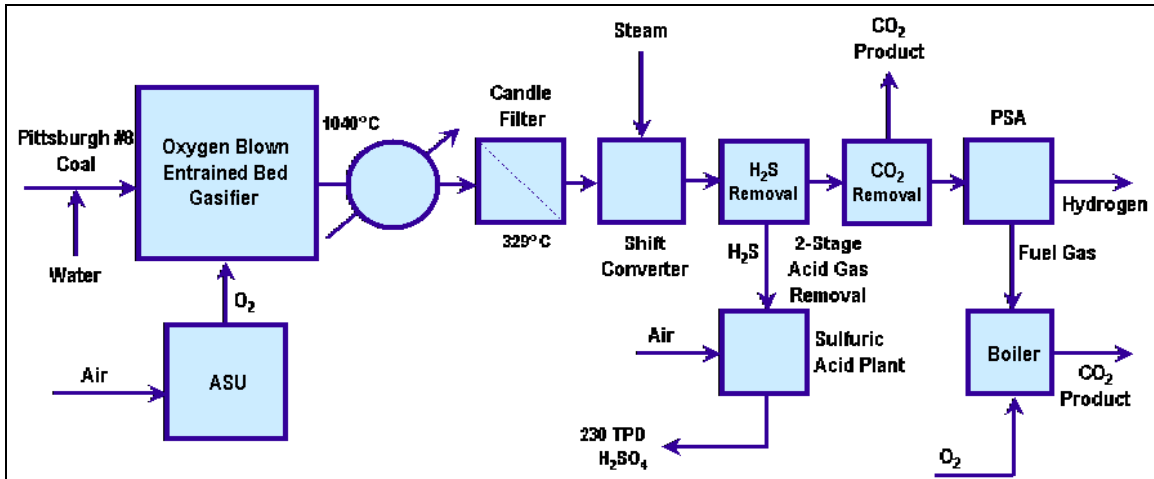 Steam
CO₂
Product
Pittsburgh #8
Coal
Oxygen Blown
Entrained Bed
Gasifier
1040°C
Candle
Filter
PSA
H₂S
Removal
CO₂
Removal
Hydrogen
Water
329°C
Shift
Converter
H₂S
2-Stage
Acid Gas
Removal
Fuel Gas
O₂
Air
ASU
Air
Sulfuric
Acid Plant
Boiler
CO₂
Product
230 TPD
H₂SO₄
O₂